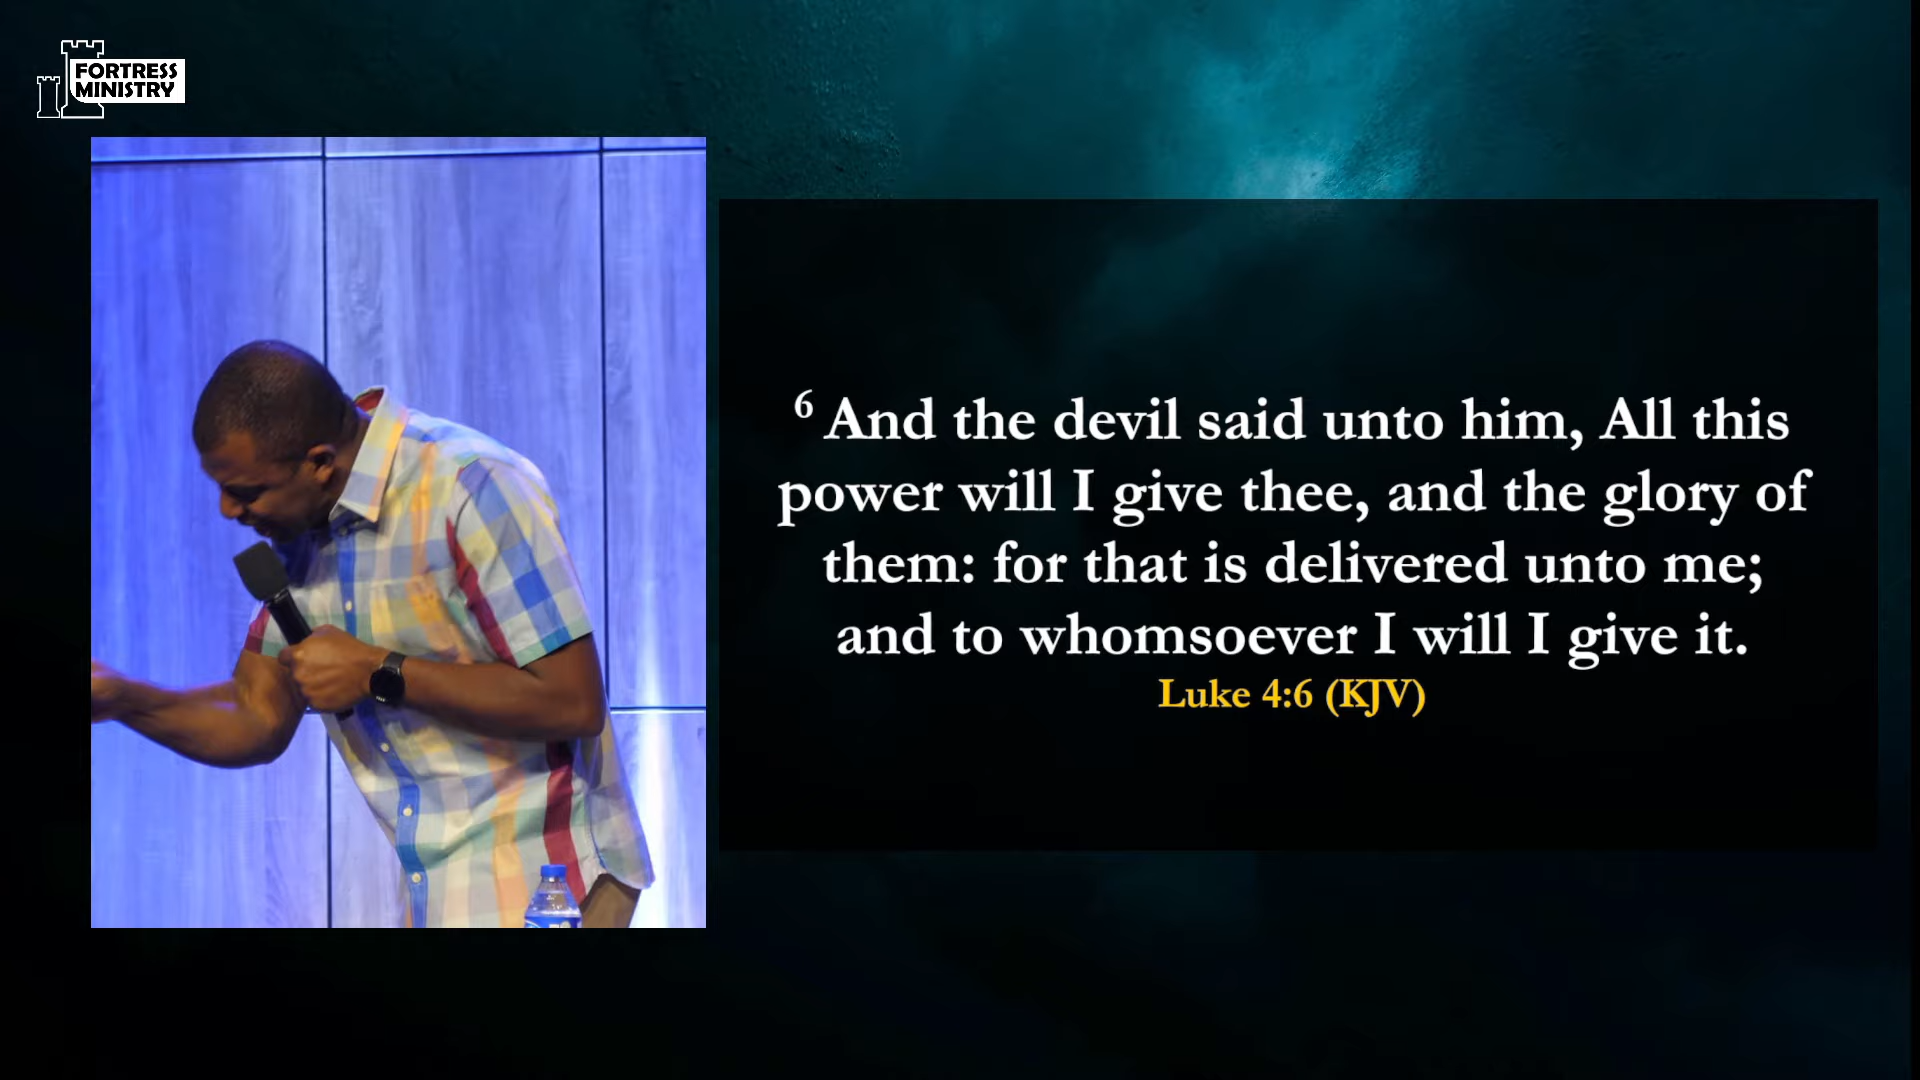 FORTRESS
MINISTRY
6 And the devil said unto him, All this
power will I give thee, and the glory of
them: for that is delivered unto me;
and to whomsoever I will I give it.
Luke 4:6 (KJV)